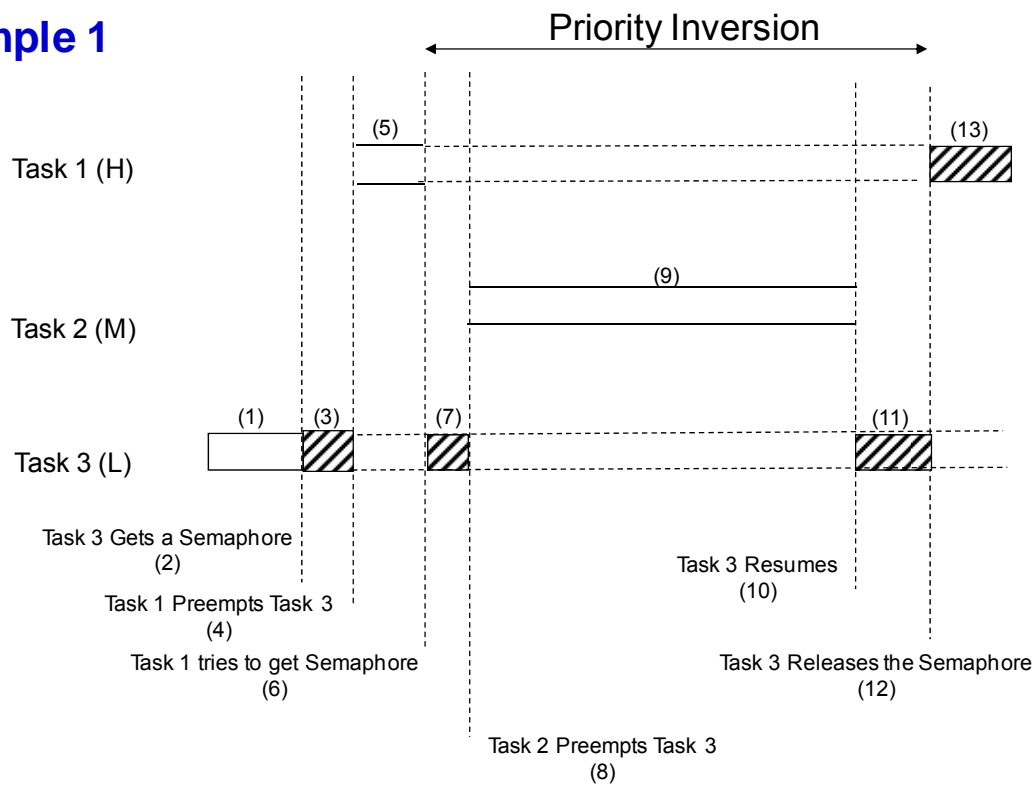 Priority Inversion
1
(5)
(13)
Task 1 (H)
(9)
Task 2 (M)
(1)
(3)
(7)
(11)
Task 3 (L)
Task 3 Gets a Semaphore
(2)
Task 3 Resumes
(10)
Task 1 Preempts Task 3
(4)
Task 1 tries to get Semaphore
(6)
Task 3 Releases the Semaphore
(12)
Task 2 Preempts Task 3
(8)